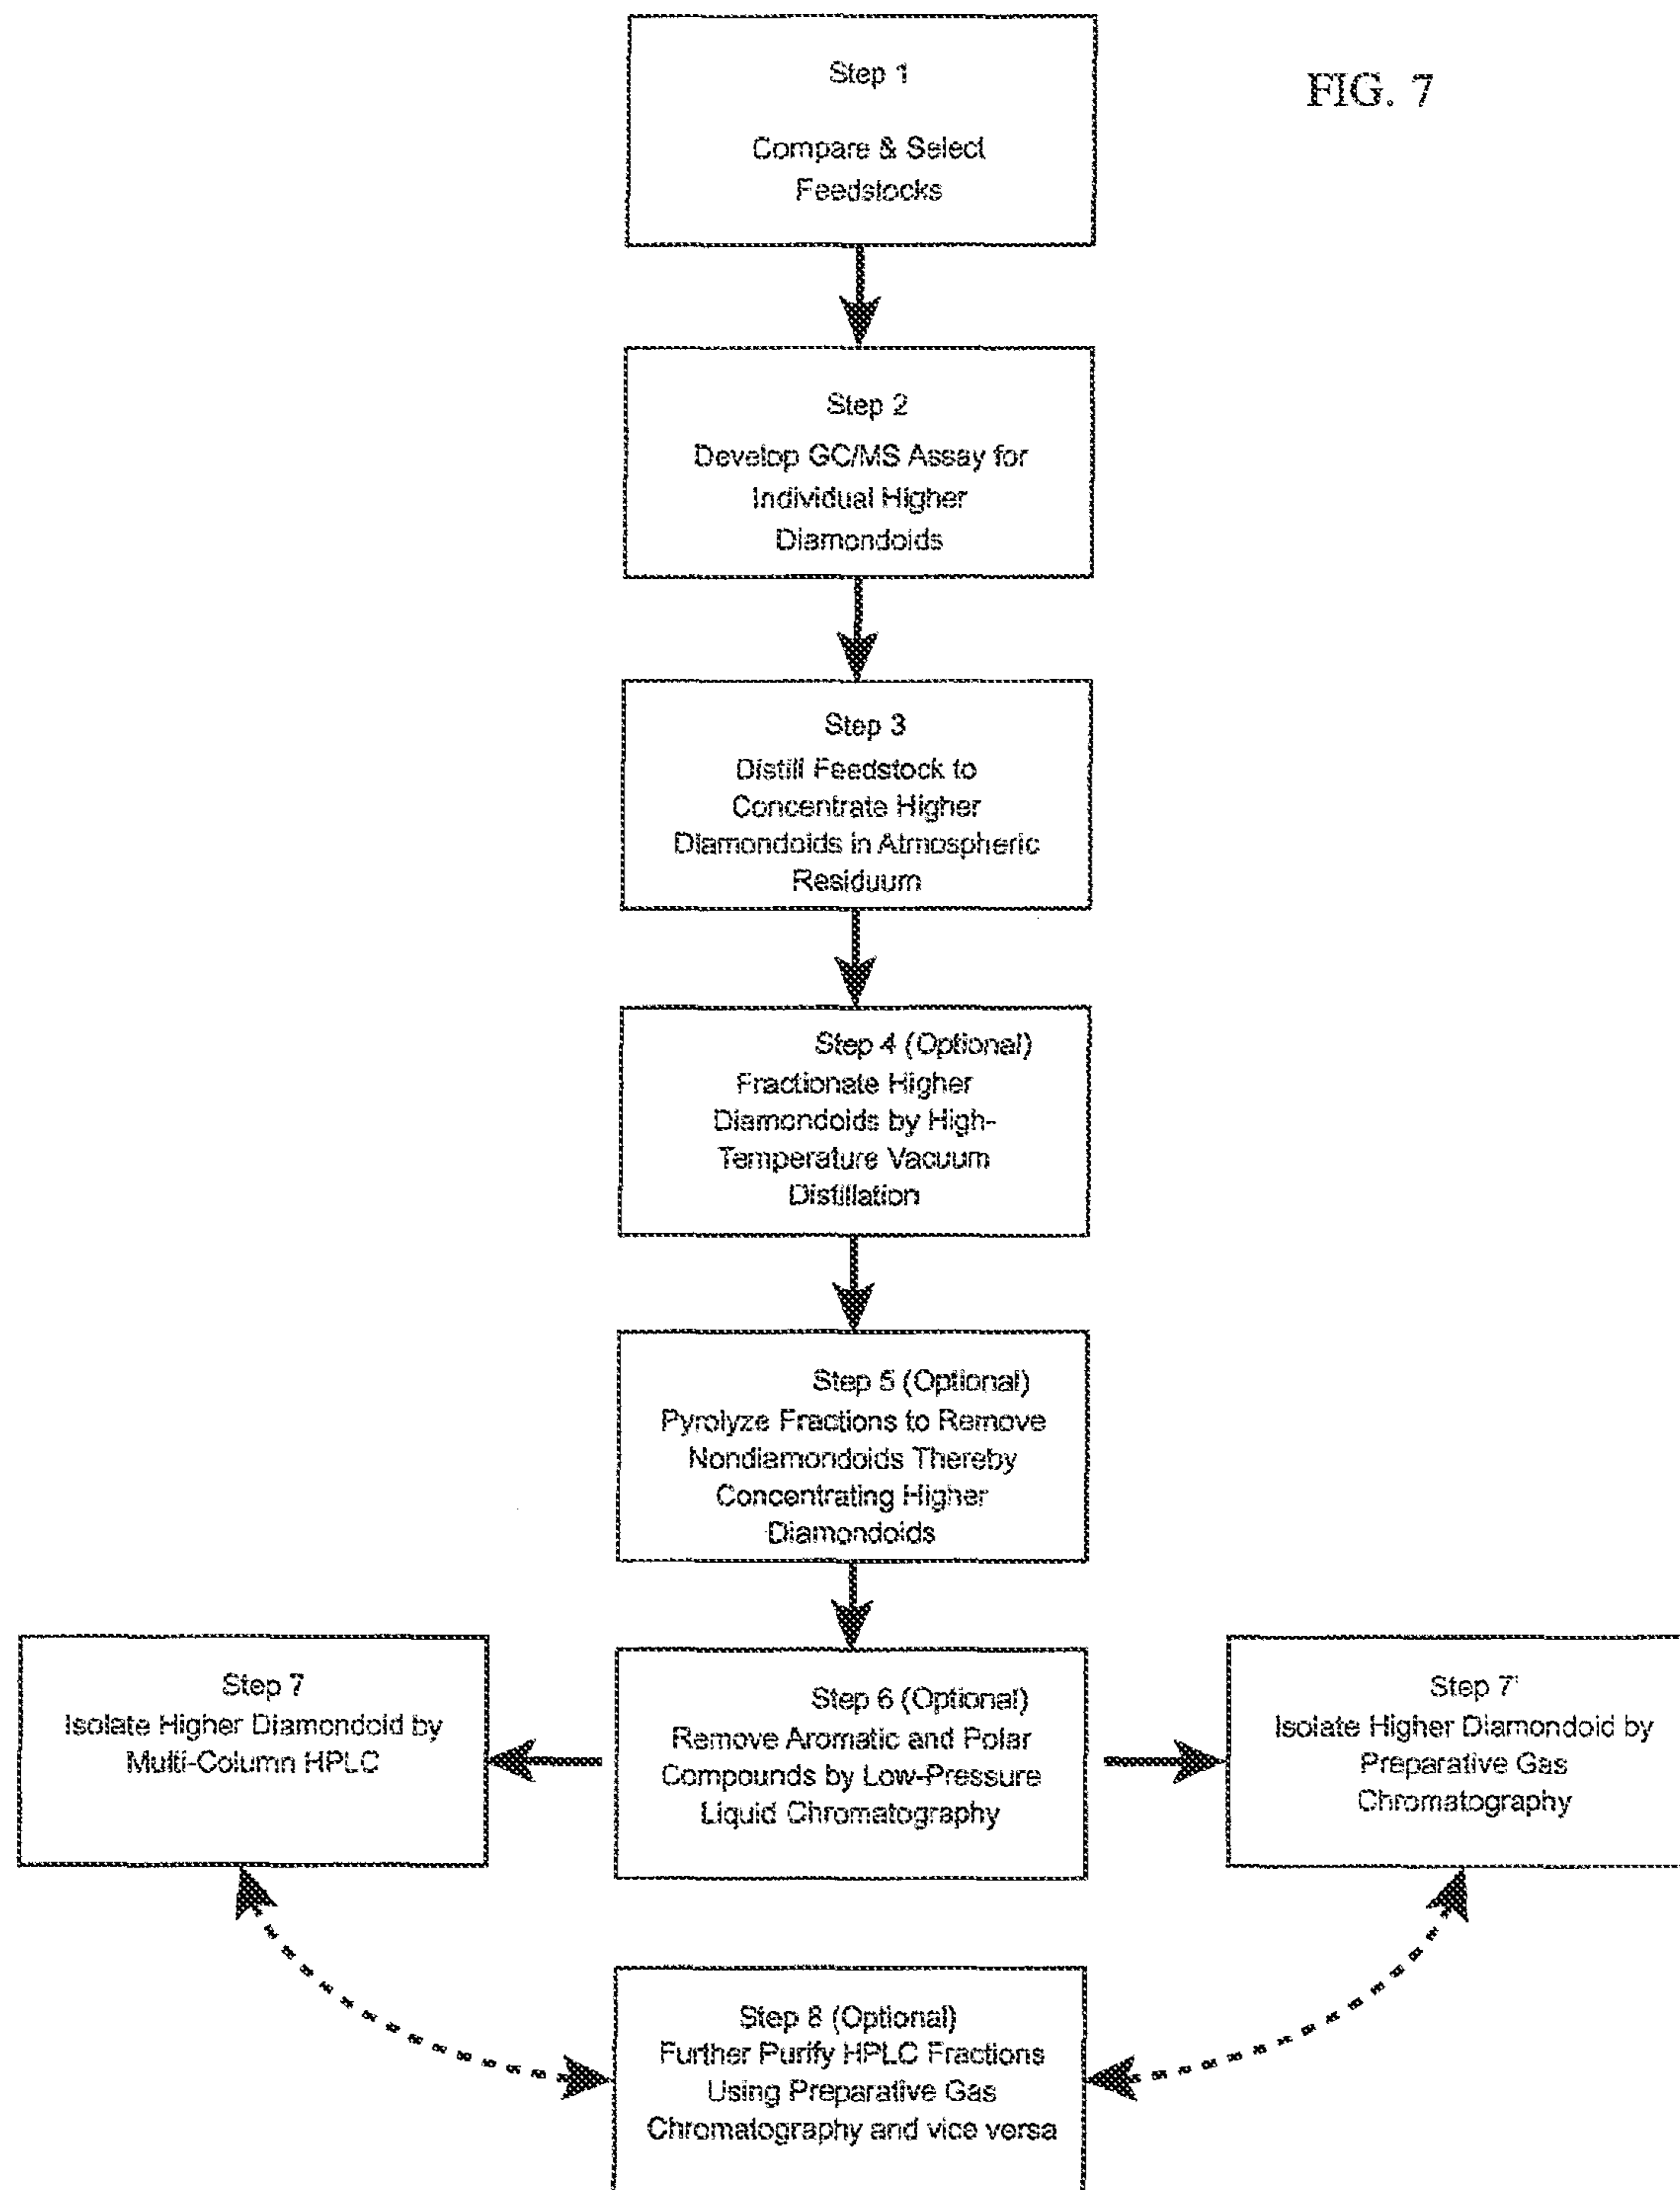 FIG. 7
Step 1
Compare & Select
Feedstocks
Step 2
Develop GC/MS Assay for
Individual Higher
Diamondoids
Step 3
Distill Feedstock to
Concentrate Higher
Diamondoids in Atmospheric
Residuum
Step 4 (Optional)
Fractionate Higher
Diamondoids by High-
Temperature Vacuum
Distillation
Step 5 (Optional)
Pyrolyze Fractions to Remove
Nondiamondoids Thereby
Concentrating Higher
Diamondoids
Step 7
Isolate Higher Diamondoid by
Multi-Column HPLC
Step 6 (Optional)
Remove Aromatic and Polar
Compounds by Low-Pressure
Liquid Chromatography
Step 7'
Isolate Higher Diamondoid by
Preparative Gas
Chromatography
Step 8 (Optional)
Further Purify HPLC Fractions
Using Preparative Gas
Chromatography and vice versa